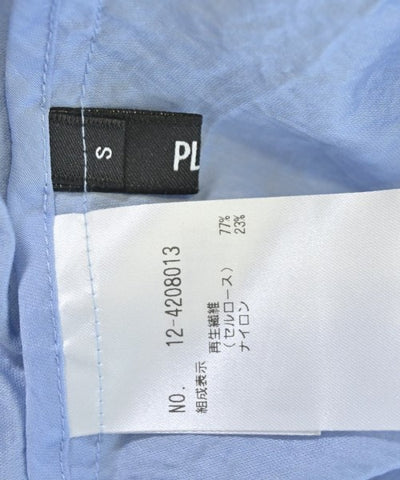 S
PL
NO. 12-4208013
組成表示
再生繊維 77%
(セルロース)
ナイロン 23%